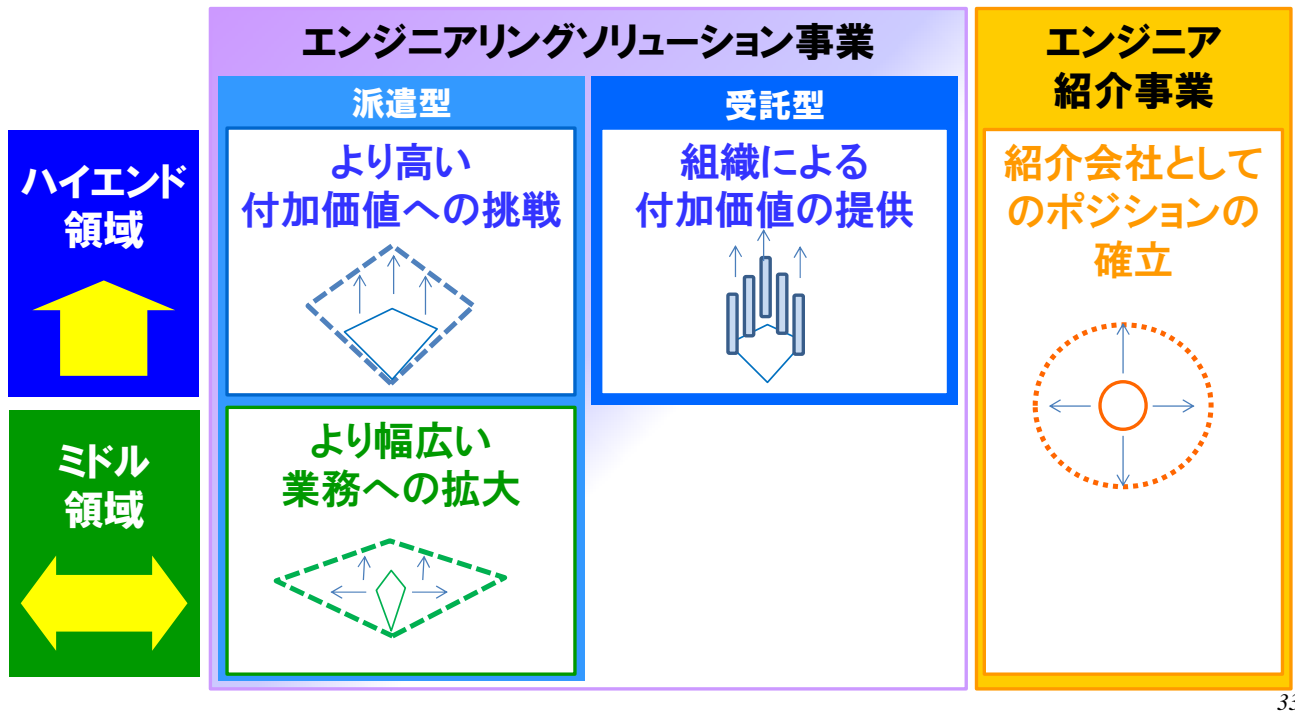 エンジニアリングソリューション事業
エンジニア
紹介事業
派遣型
受託型
ハイエンド
領域
より高い
付加価値への挑戦
組織による
付加価値の提供
紹介会社として
のポジションの
確立
ミドル
領域
より幅広い
業務への拡大
33